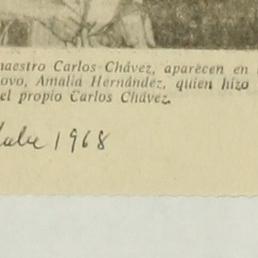 maestro Carlos Chávez, aparecen en
ovo, Amalia Hernández, quien hizo
el propio Carlos Chávez.
1968